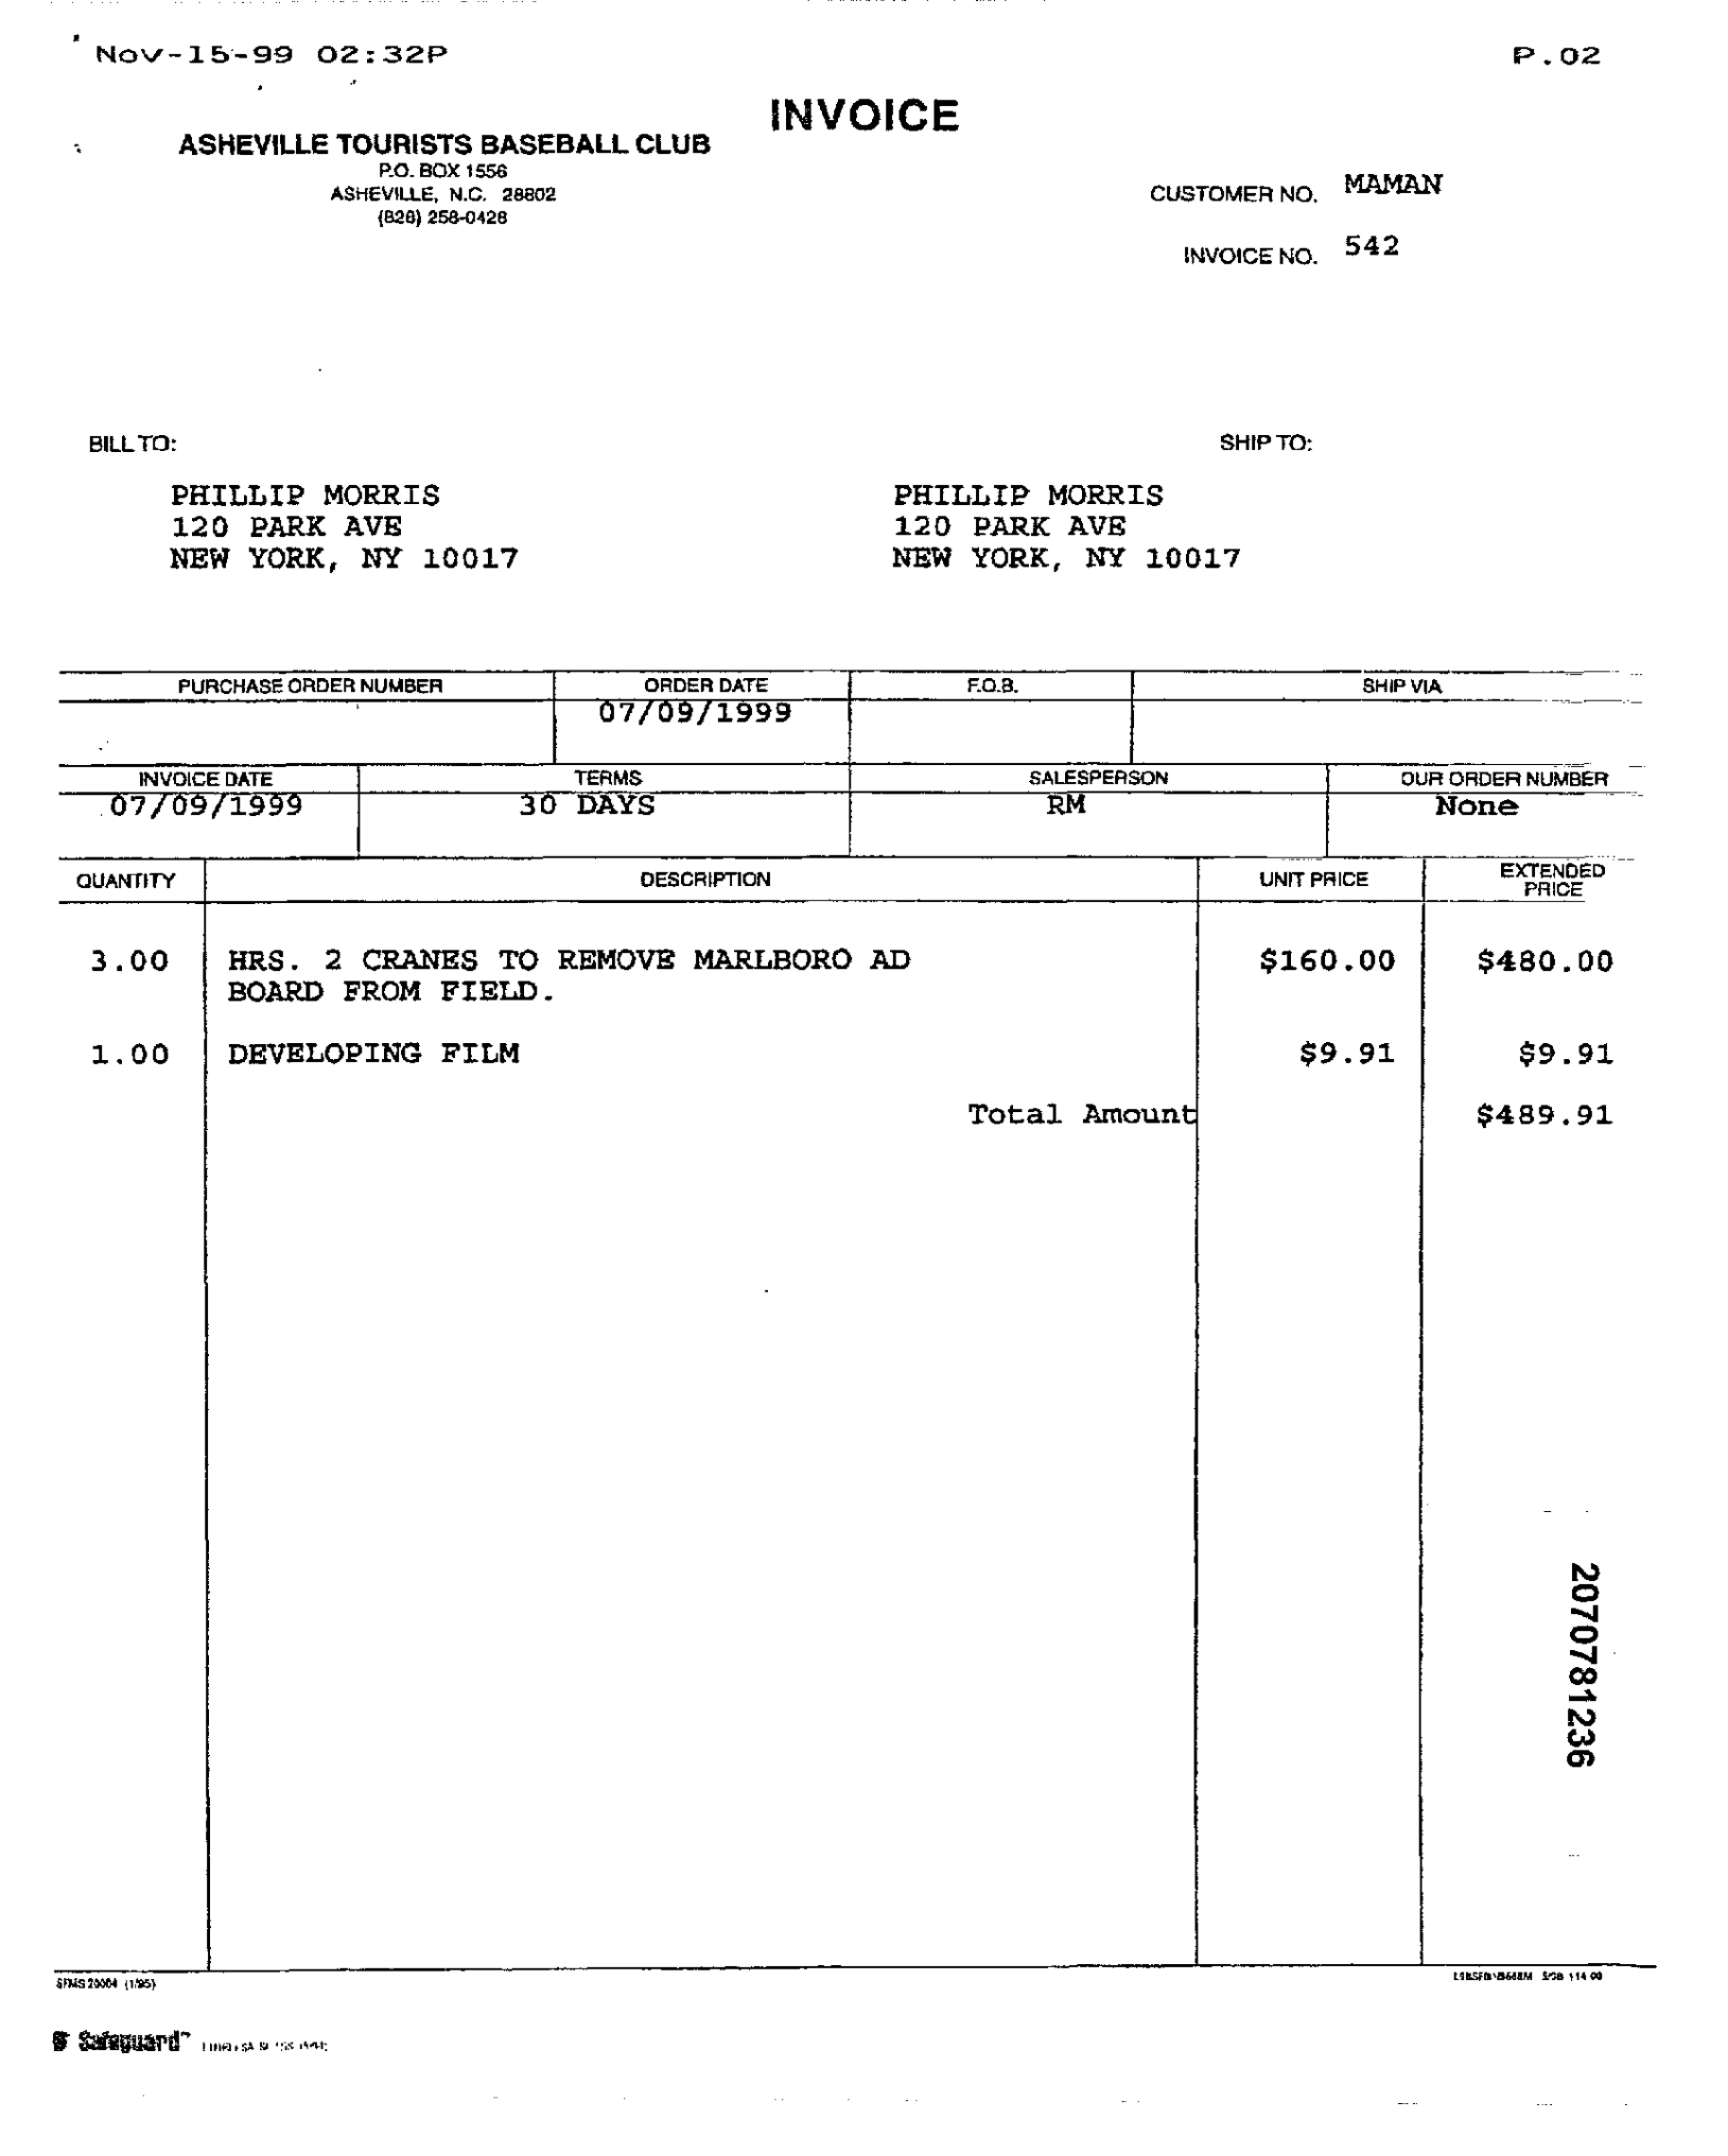 Nov-15-99 02:32P P.02
INVOICE
ASHEVILLE TOURISTS BASEBALL CLUB
P.O. BOX 1556
ASHEVILLE, N.C. 28802
(828) 258-0428
CUSTOMER NO. MAMAN
INVOICE NO. 542
BILL TO: SHIP TO:
PHILLIP MORRIS PHILLIP MORRIS
120 PARK AVE 120 PARK AVE
NEW YORK, NY 10017 NEW YORK, NY 10017
PURCHASE ORDER NUMBER ORDER DATE F.O.B. SHIP VIA
07/09/1999
INVOICE DATE TERMS SALESPERSON OUR ORDER NUMBER
07/09/1999 30 DAYS RM None
QUANTITY DESCRIPTION UNIT PRICE EXTENDED
PRICE
3.00 HRS. 2 CRANES TO REMOVE MARLBORO AD $160.00 $480.00
BOARD FROM FIELD.
1.00 DEVELOPING FILM $9.91 $9.91
Total Amount $489.91
2070781236
(1/95)
Safeguard